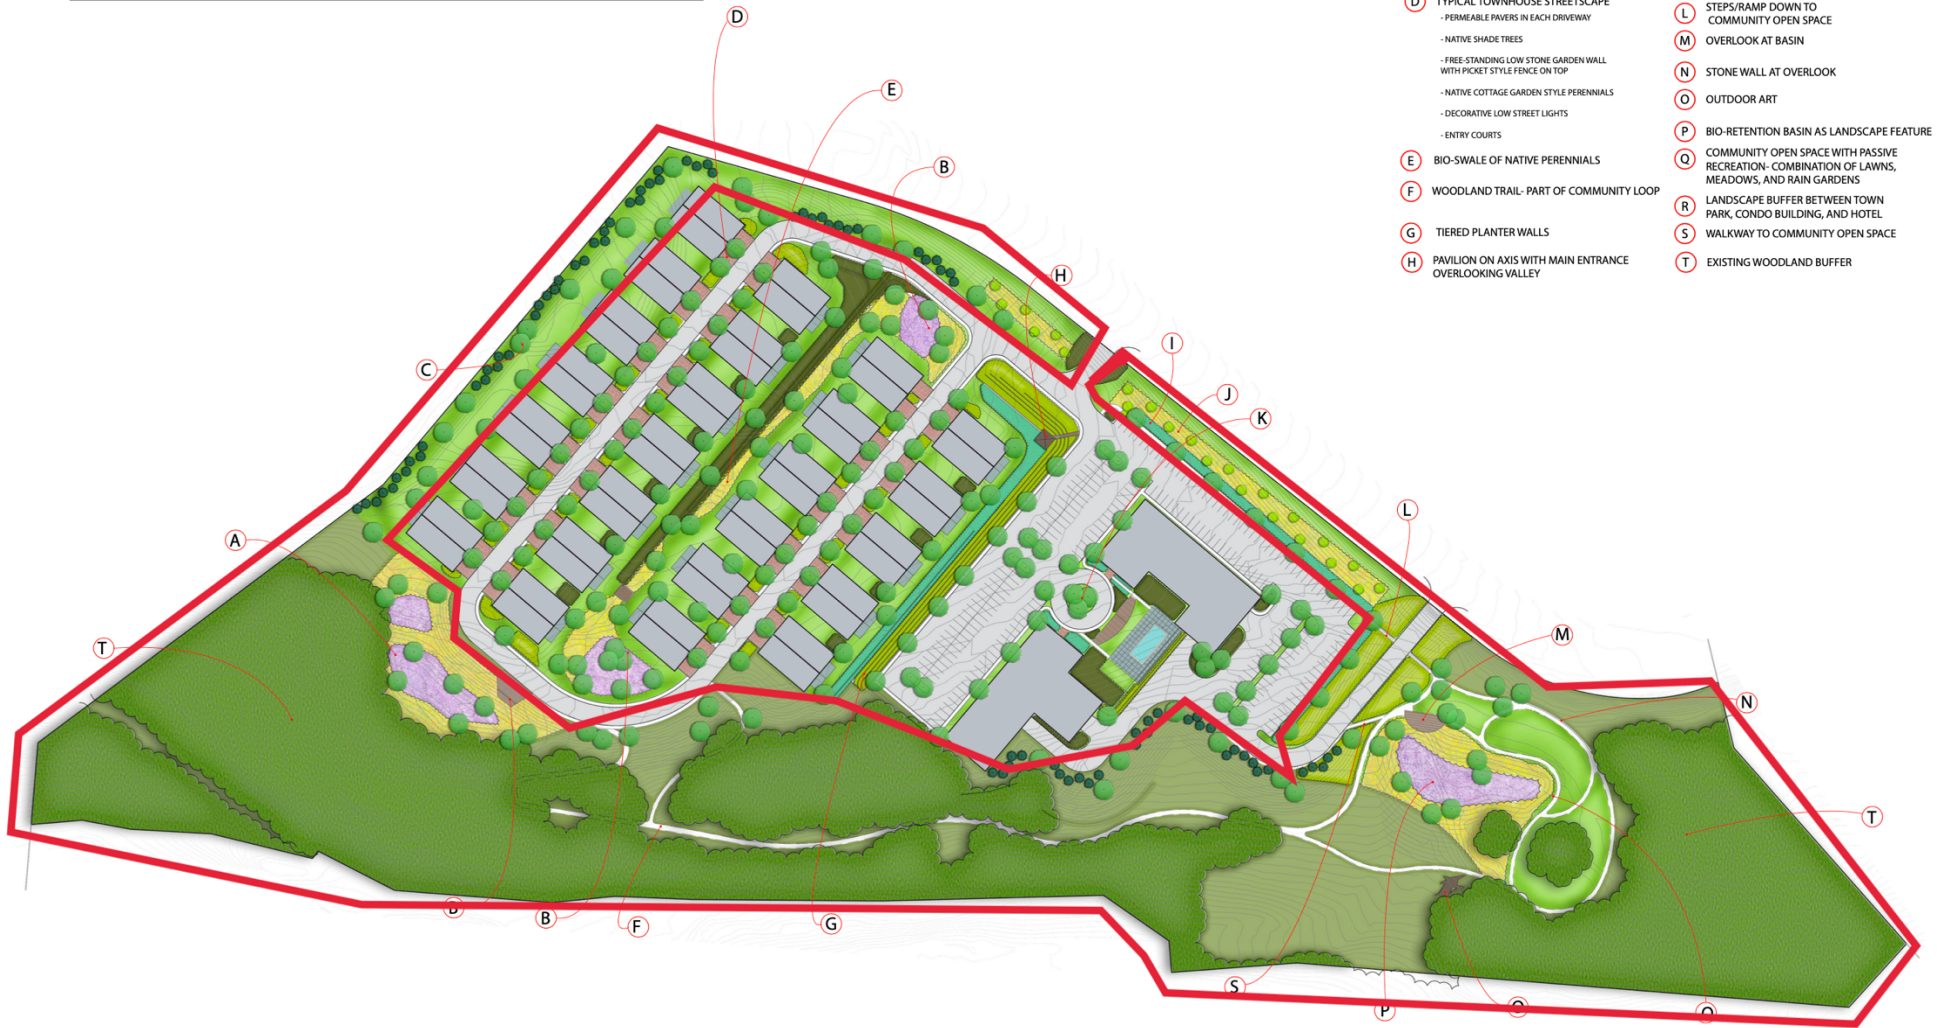 D TYPICAL TOWNHOUSE STREETSCAPE
- PERMEABLE PAVERS IN EACH DRIVEWAY
- NATIVE SHADE TREES
- FREE-STANDING LOW STONE GARDEN WALL
WITH PICKET STYLE FENCE ON TOP
- NATIVE COTTAGE GARDEN STYLE PERENNIALS
- DECORATIVE LOW STREET LIGHTS
- ENTRY COURTS
E BIO-SWALE OF NATIVE PERENNIALS
F WOODLAND TRAIL- PART OF COMMUNITY LOOP
G TIERED PLANTER WALLS
H PAVILION ON AXIS WITH MAIN ENTRANCE
OVERLOOKING VALLEY
L STEPS/RAMP DOWN TO
COMMUNITY OPEN SPACE
M OVERLOOK AT BASIN
N STONE WALL AT OVERLOOK
O OUTDOOR ART
P BIO-RETENTION BASIN AS LANDSCAPE FEATURE
Q COMMUNITY OPEN SPACE WITH PASSIVE
RECREATION- COMBINATION OF LAWNS,
MEADOWS, AND RAIN GARDENS
R LANDSCAPE BUFFER BETWEEN TOWN
PARK, CONDO BUILDING, AND HOTEL
S WALKWAY TO COMMUNITY OPEN SPACE
T EXISTING WOODLAND BUFFER
D
E
B
H
I
C
J
K
L
A
M
T
N
T
B
B
F
G
S
P